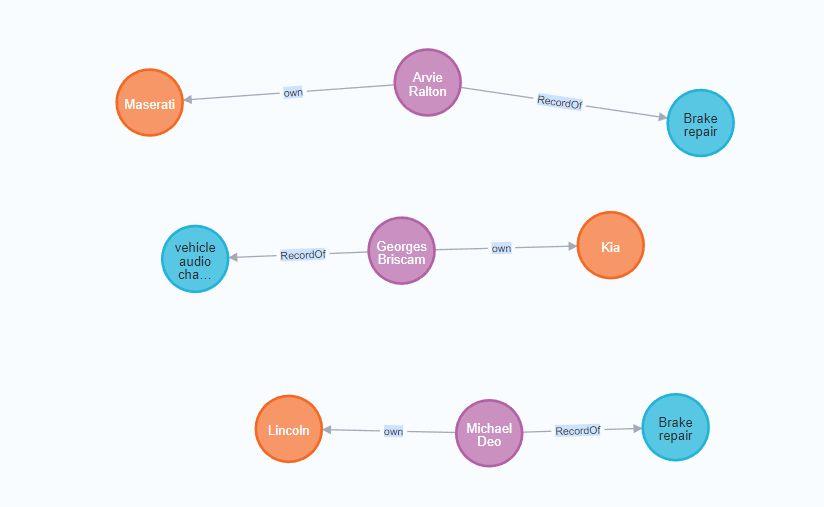 Maserati
own
Arvie
Ralton
RecordOf
Brake
repair
vehicle
audio
cha...
RecordOf
Georges
Briscam
own
Kia
Lincoln
own
Michael
Deo
RecordOf
Brake
repair